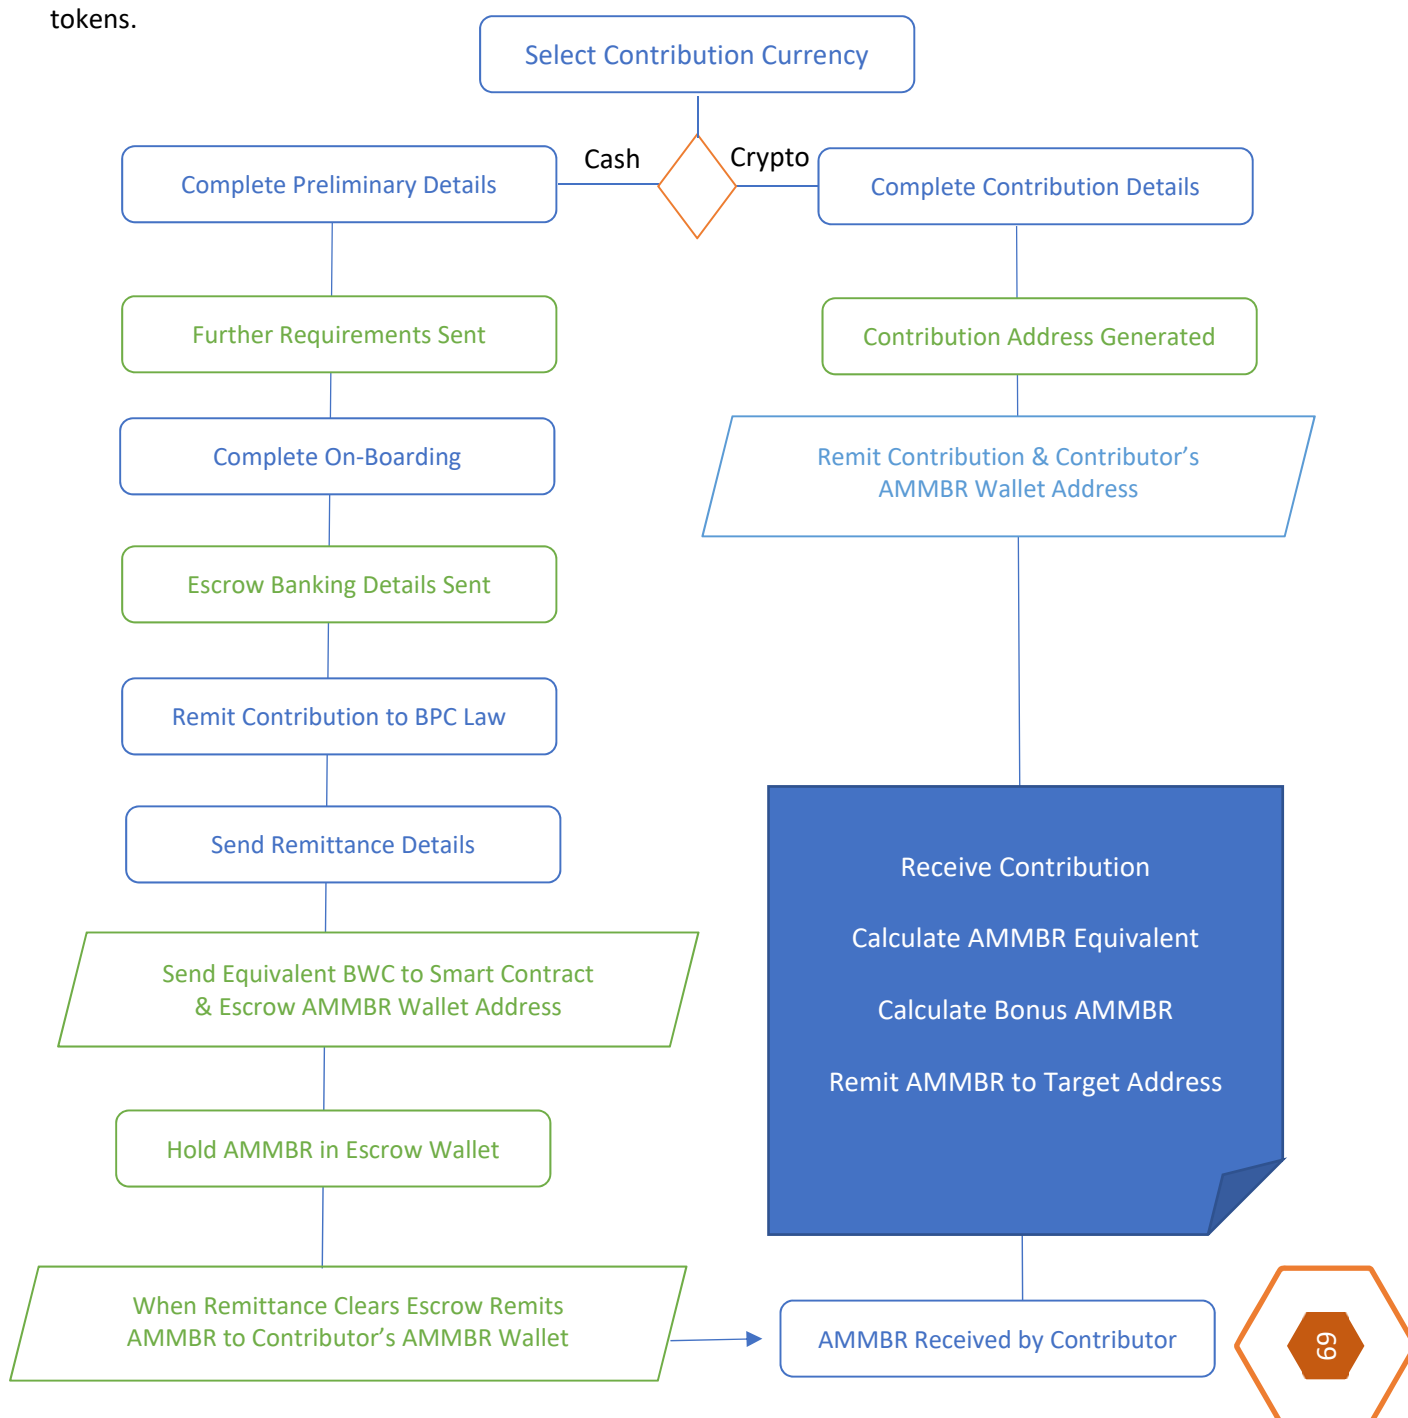 tokens.
Select Contribution Currency
Cash
Crypto
Complete Preliminary Details
Further Requirements Sent
Complete On-Boarding
Escrow Banking Details Sent
Remit Contribution to BPC Law
Send Remittance Details
Send Equivalent BWC to Smart Contract
& Escrow AMMBR Wallet Address
Hold AMMBR in Escrow Wallet
When Remittance Clears Escrow Remits
AMMBR to Contributor’s AMMBR Wallet
Complete Contribution Details
Contribution Address Generated
Remit Contribution & Contributor’s
AMMBR Wallet Address
Receive Contribution
Calculate AMMBR Equivalent
Calculate Bonus AMMBR
Remit AMMBR to Target Address
AMMBR Received by Contributor
69